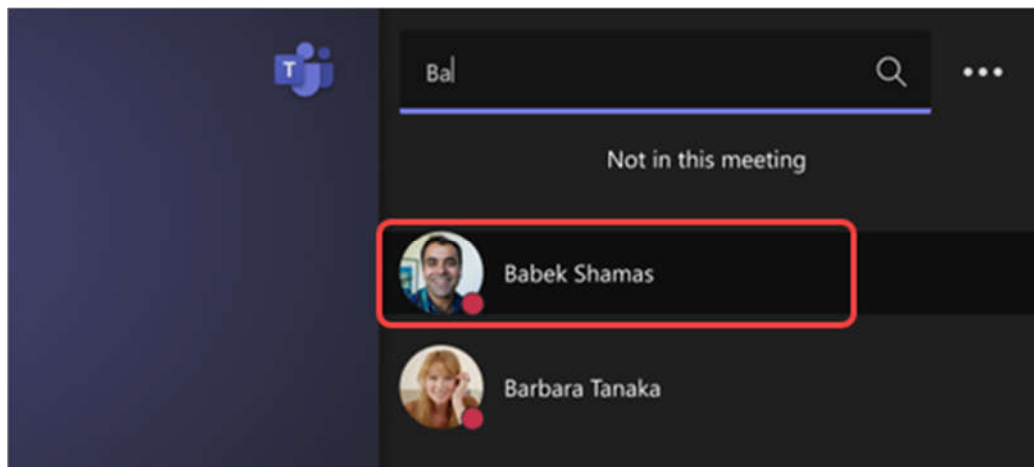 T
Ba
Not in this meeting
Babek Shamas
Barbara Tanaka